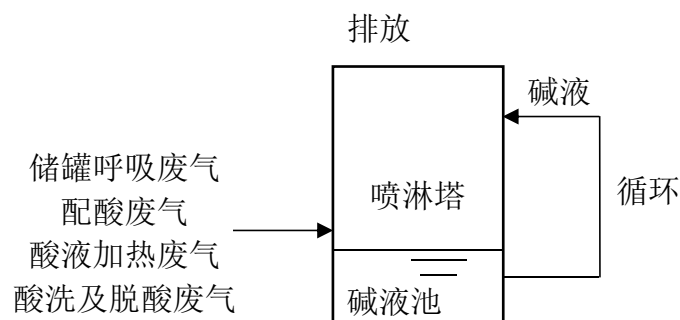 排放
碱液
储罐呼吸废气
配酸废气
酸液加热废气
酸洗及脱酸废气
喷淋塔
循环
碱液池